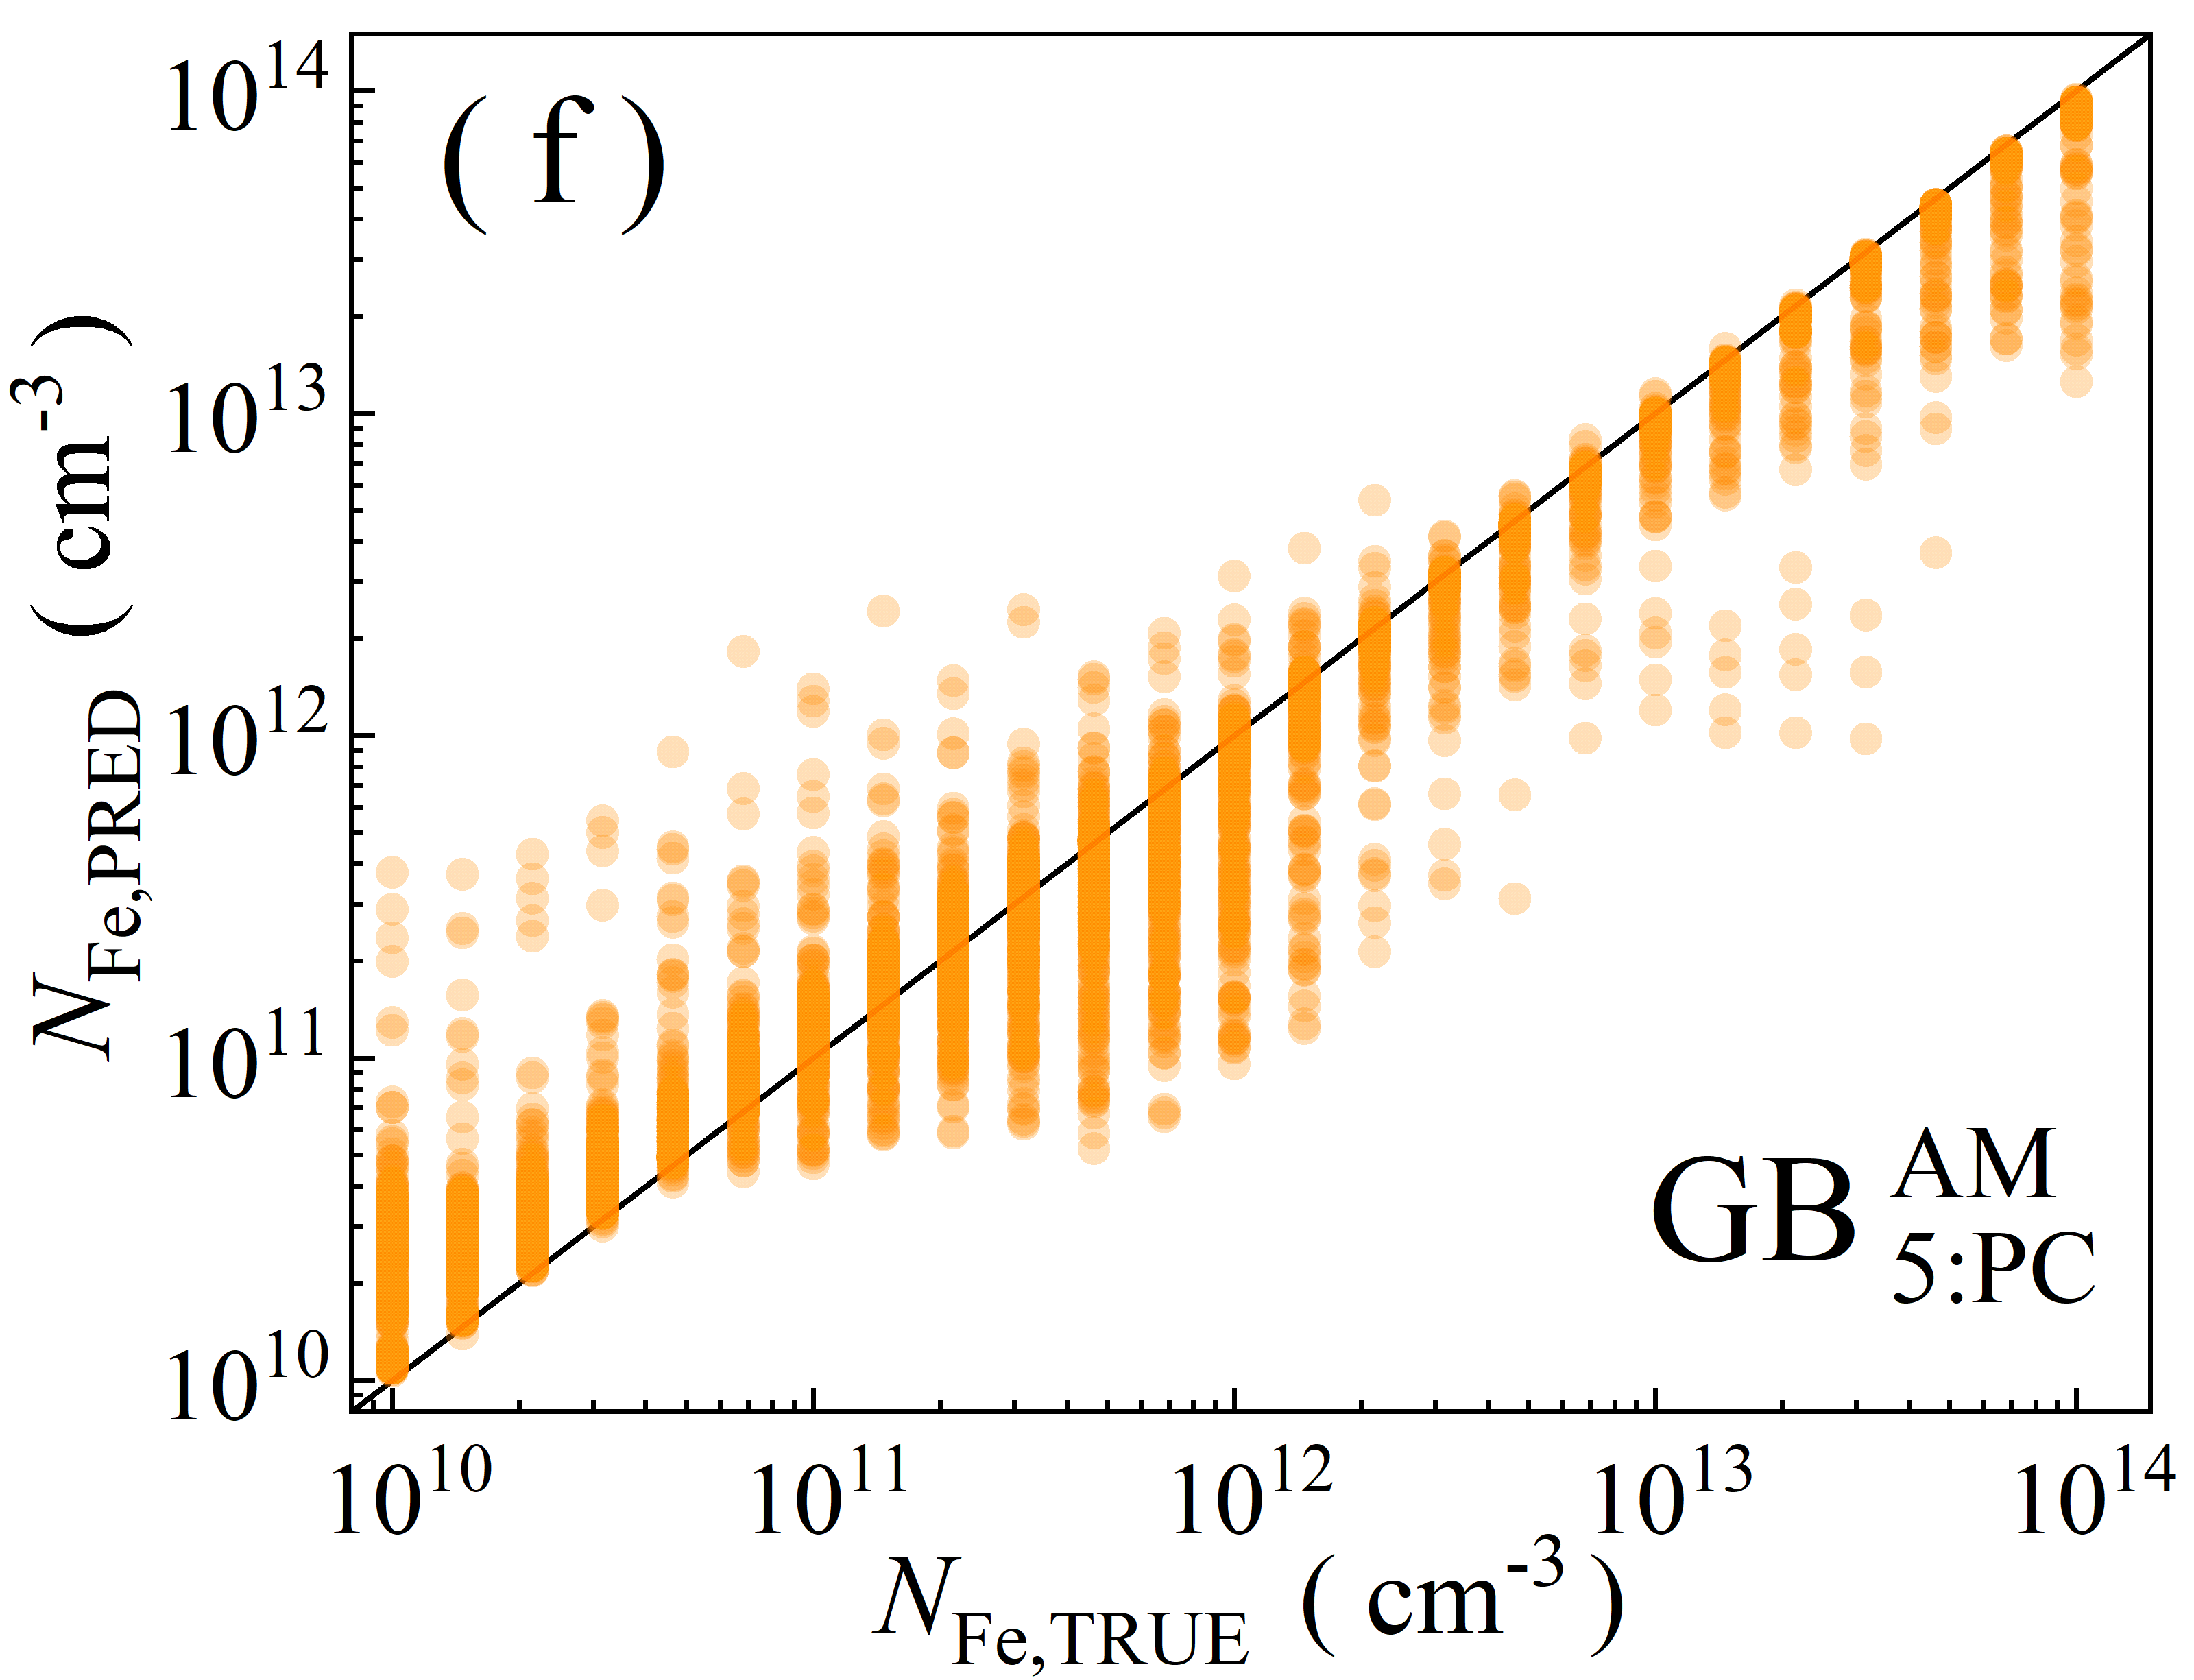 ( f )
10^14
10^13
10^12
10^11
10^10
N_Fe,PRED ( cm^-3 )
GB AM
5:PC
10^10 10^11 10^12 10^13 10^14
N_Fe,TRUE ( cm^-3 )